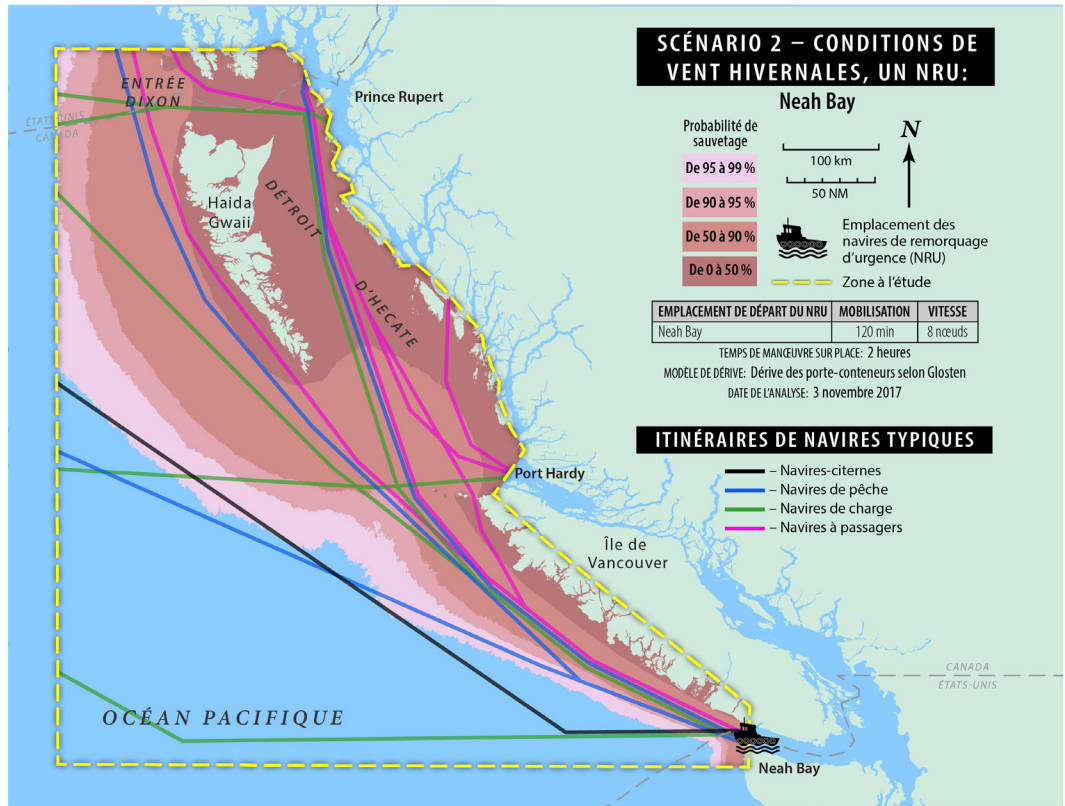 SCÉNARIO 2 – CONDITIONS DE
VENT HIVERNALES, UN NRU:
Neah Bay
Probabilité de
sauvetage
De 95 à 99 %
De 90 à 95 %
De 50 à 90 %
De 0 à 50 %
100 km
50 NM
N
Emplacement des
navires de remorquage
d'urgence (NRU)
Zone à l'étude
EMPLACEMENT DE DÉPART DU NRU MOBILISATION VITESSE
Neah Bay 120 min 8 nœuds
TEMPS DE MANŒUVRE SUR PLACE: 2 heures
MODÈLE DE DÉRIVE: Dérive des porte-conteneurs selon Glosten
DATE DE L'ANALYSE: 3 novembre 2017
ITINÉRAIRES DE NAVIRES TYPIQUES
– Navires-citernes
– Navires de pêche
– Navires de charge
– Navires à passagers
ENTRÉE
DIXON
Prince Rupert
ÉTATS-UNIS
CANADA
Haida
Gwaii
DÉTROIT
D'HECATE
Port Hardy
Île de
Vancouver
CANADA
ÉTATS-UNIS
OCÉAN PACIFIQUE
Neah Bay